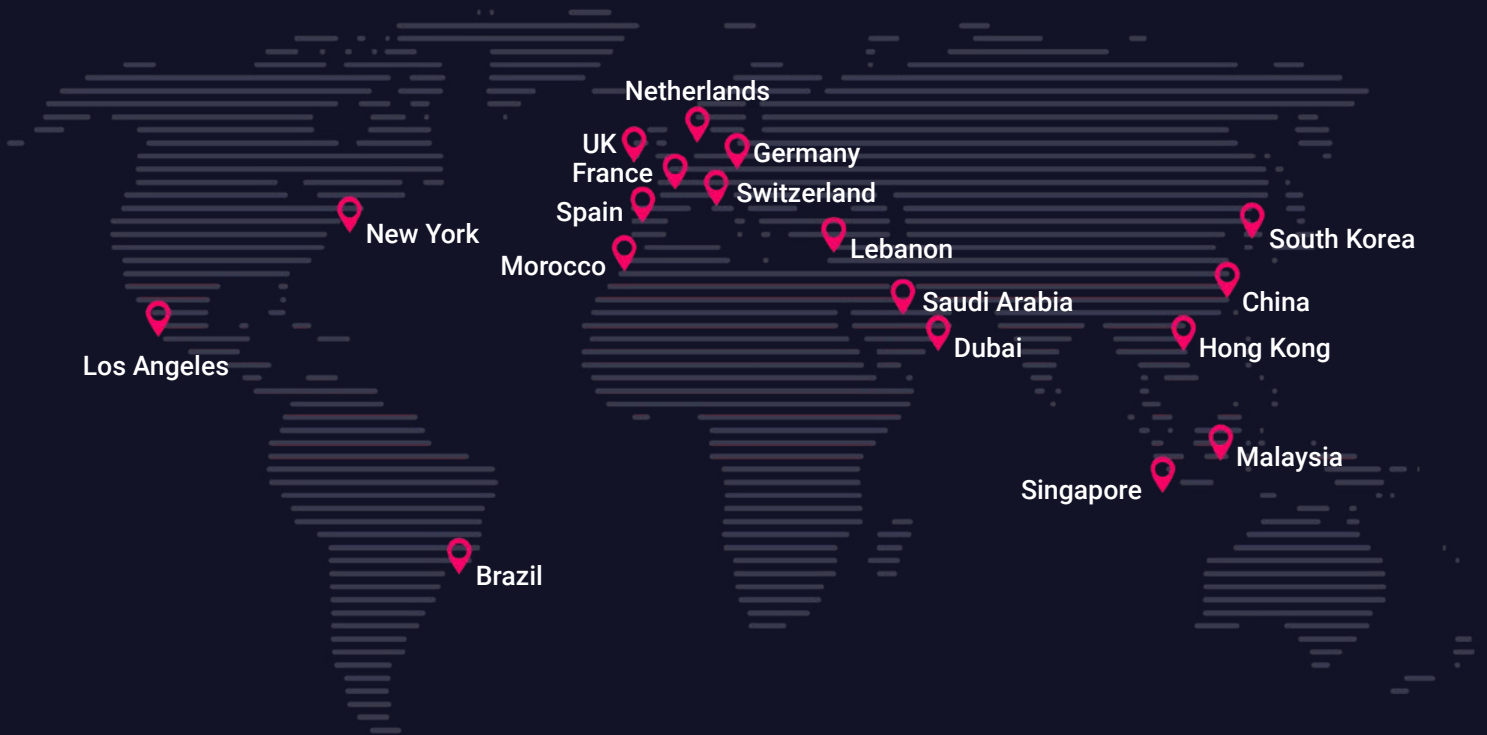 Netherlands
UK
Germany
France
Switzerland
Spain
New York
South Korea
Lebanon
Morocco
Saudi Arabia
China
Dubai
Hong Kong
Los Angeles
Malaysia
Singapore
Brazil